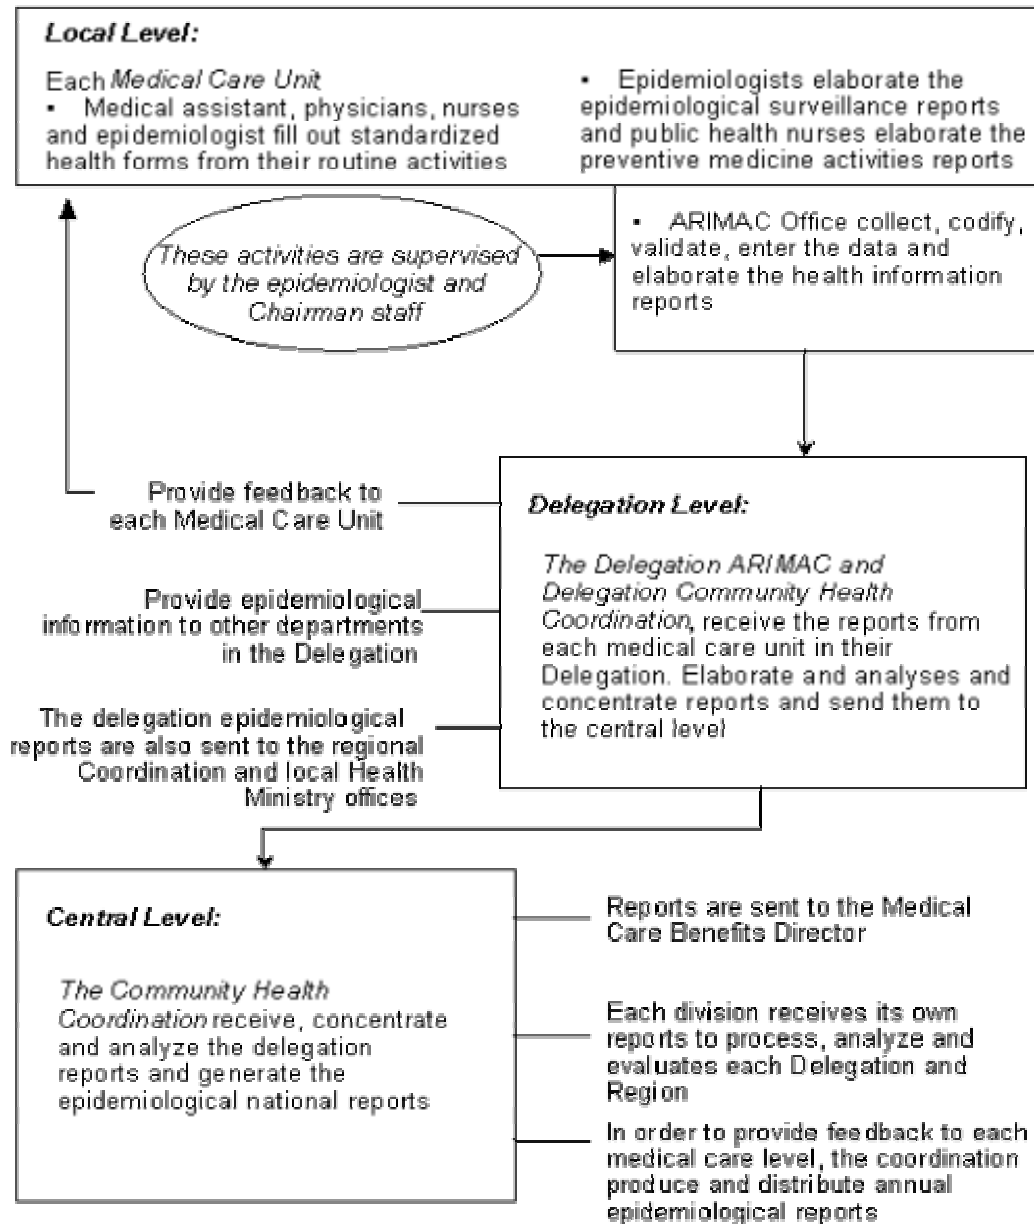 Local Level:
Each Medical Care Unit
▪ Medical assistant, physicians, nurses
and epidemiologist fill out standardized
health forms from their routine activities
▪ Epidemiologists elaborate the
epidemiological surveillance reports
and public health nurses elaborate the
preventive medicine activities reports
These activities are supervised
by the epidemiologist and
Chairman staff
▪ ARIMAC Office collect, codify,
validate, enter the data and
elaborate the health information
reports
Provide feedback to
each Medical Care Unit
Provide epidemiological
information to other departments
in the Delegation
The delegation epidemiological
reports are also sent to the regional
Coordination and local Health
Ministry offices
Delegation Level:
The Delegation ARIMAC and
Delegation Community Health
Coordination, receive the reports from
each medical care unit in their
Delegation. Elaborate and analyses and
concentrate reports and send them to
the central level
Central Level:
The Community Health
Coordination receive, concentrate
and analyze the delegation
reports and generate the
epidemiological national reports
Reports are sent to the Medical
Care Benefits Director
Each division receives its own
reports to process, analyze and
evaluates each Delegation and
Region
In order to provide feedback to each
medical care level, the coordination
produce and distribute annual
epidemiological reports